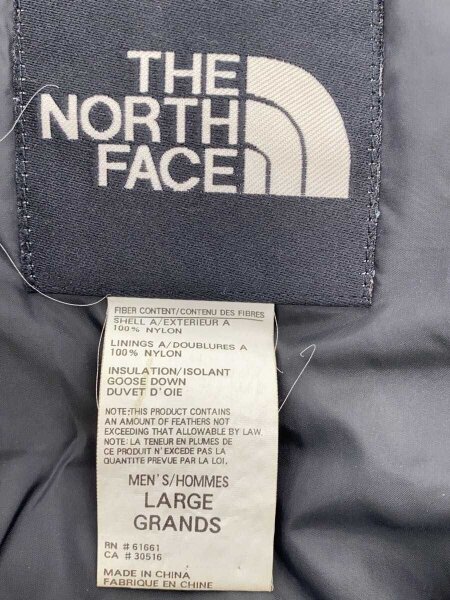 THE
NORTH
FACE
FIBER CONTENT/CONTENU DES FIBRES
SHELL A/EXTERIEUR A
100% NYLON
LININGS A/DOUBLURES A
100% NYLON
INSULATION/ISOLANT
GOOSE DOWN
DUVET D'OIE
NOTE:THIS PRODUCT CONTAINS
AN AMOUNT OF FEATHERS NOT
EXCEEDING THAT ALLOWABLE BY LAW.
NOTE: LA TENEUR EN PLUMES DE
CE PRODUIT N'EXCEDE PAS LA
QUANTITE PREVUE PAR LA LOI.
MEN'S/HOMMES
LARGE
GRANDS
RN # 61661
CA # 30516
MADE IN CHINA
FABRIQUE EN CHINE